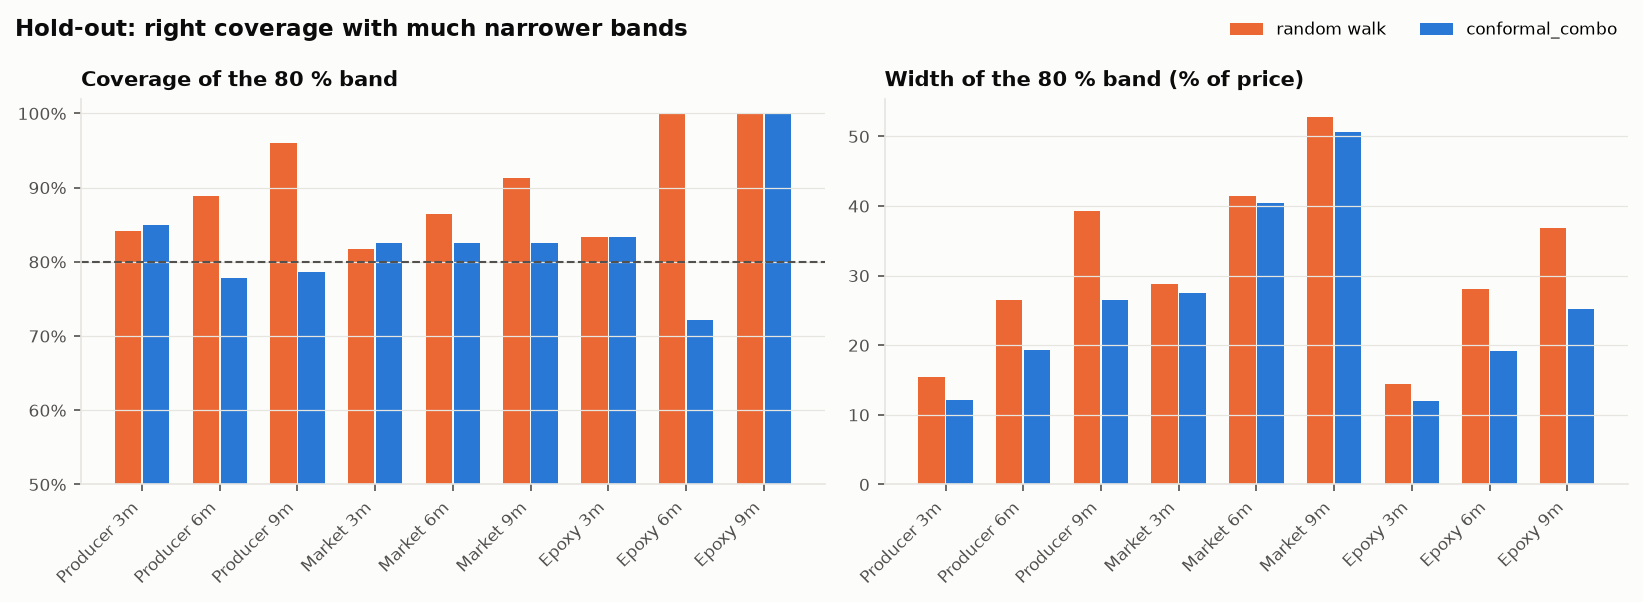 Hold-out: right coverage with much narrower bands
random walk
conformal_combo
Coverage of the 80 % band
100%
90%
80%
70%
60%
50%
Producer 3m
Producer 6m
Producer 9m
Market 3m
Market 6m
Market 9m
Epoxy 3m
Epoxy 6m
Epoxy 9m
Width of the 80 % band (% of price)
50
40
30
20
10
0
Producer 3m
Producer 6m
Producer 9m
Market 3m
Market 6m
Market 9m
Epoxy 3m
Epoxy 6m
Epoxy 9m